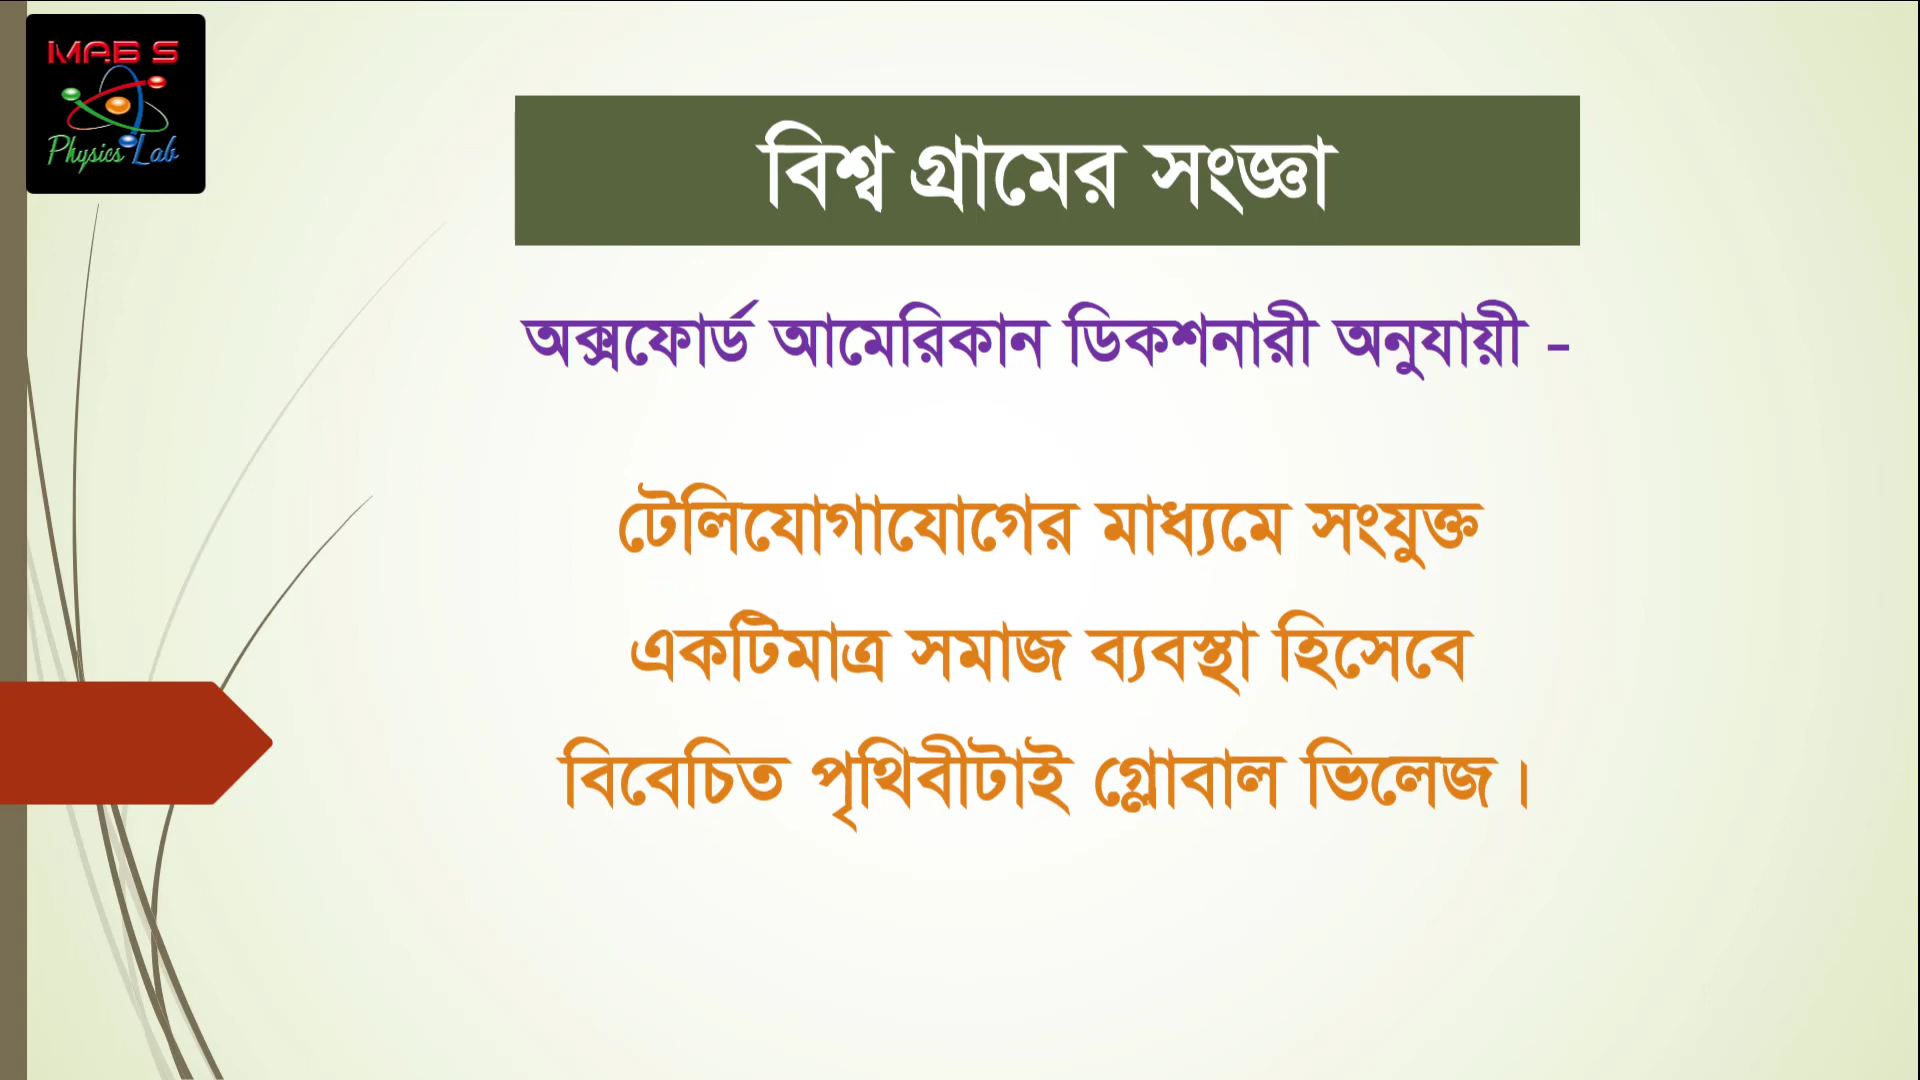 MAB S
Physics Lab
বিশ্ব গ্রামের সংজ্ঞা
অক্সফোর্ড আমেরিকান ডিকশনারী অনুযায়ী –
টেলিযোগাযোগের মাধ্যমে সংযুক্ত
একটিমাত্র সমাজ ব্যবস্থা হিসেবে
বিবেচিত পৃথিবীটাই গ্লোবাল ভিলেজ।